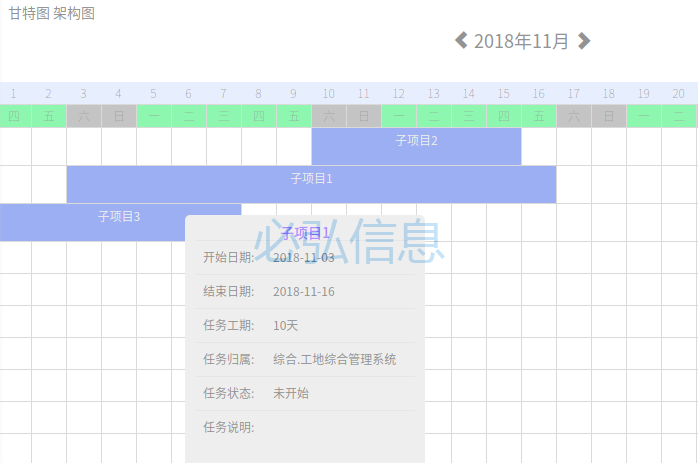 甘特图 架构图
2018年11月
1 2 3 4 5 6 7 8 9 10 11 12 13 14 15 16 17 18 19 20
四 五 六 日 一 二 三 四 五 六 日 一 二 三 四 五 六 日 一 二
子项目2
子项目1
子项目3
子项目1
必弘信息
开始日期: 2018-11-03
结束日期: 2018-11-16
任务工期: 10天
任务归属: 综合.工地综合管理系统
任务状态: 未开始
任务说明: